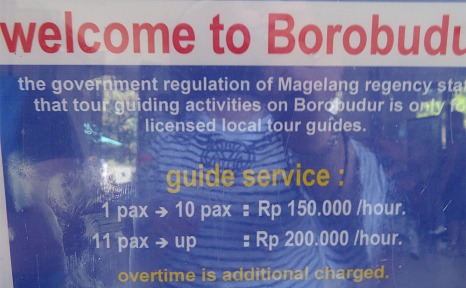 welcome to Borobudu
the government regulation of Magelang regency sta
that tour guiding activities on Borobudur is only fo
licensed local tour guides.
guide service :
1 pax → 10 pax : Rp 150.000 /hour.
11 pax → up : Rp 200.000 /hour.
overtime is additional charged.